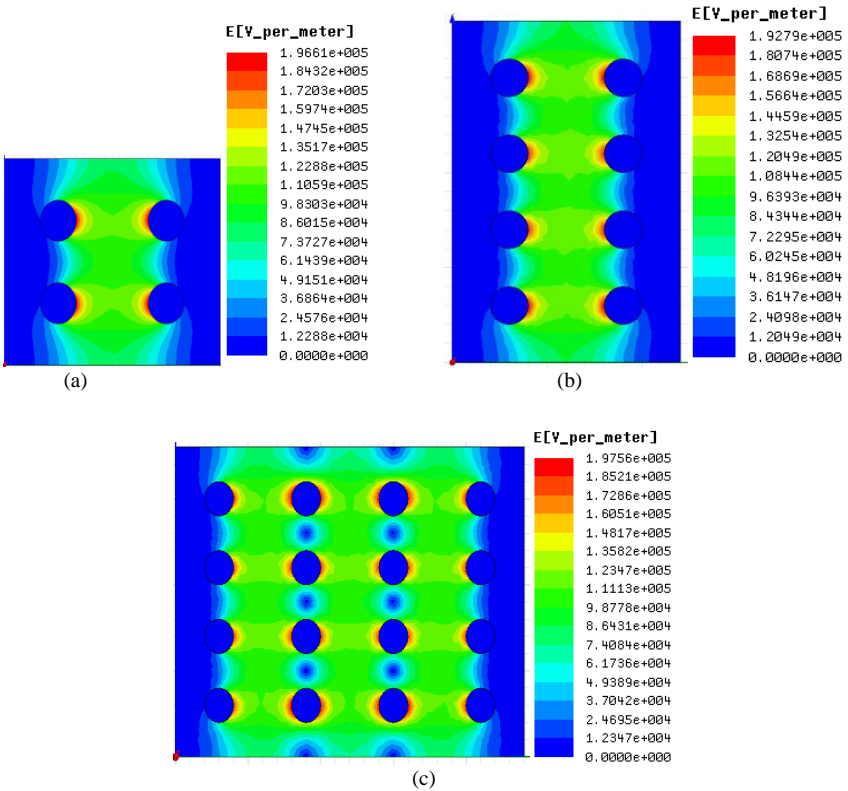 E[V_per_meter]
1.9661e+005
1.8432e+005
1.7203e+005
1.5974e+005
1.4745e+005
1.3517e+005
1.2288e+005
1.1059e+005
9.8303e+004
8.6015e+004
7.3727e+004
6.1439e+004
4.9151e+004
3.6864e+004
2.4576e+004
1.2288e+004
0.0000e+000
(a)
E[V_per_meter]
1.9279e+005
1.8074e+005
1.6869e+005
1.5664e+005
1.4459e+005
1.3254e+005
1.2049e+005
1.0844e+005
9.6393e+004
8.4344e+004
7.2295e+004
6.0245e+004
4.8196e+004
3.6147e+004
2.4098e+004
1.2049e+004
0.0000e+000
(b)
E[V_per_meter]
1.9756e+005
1.8521e+005
1.7286e+005
1.6051e+005
1.4817e+005
1.3582e+005
1.2347e+005
1.1113e+005
9.8778e+004
8.6431e+004
7.4084e+004
6.1736e+004
4.9389e+004
3.7042e+004
2.4695e+004
1.2347e+004
0.0000e+000
(c)